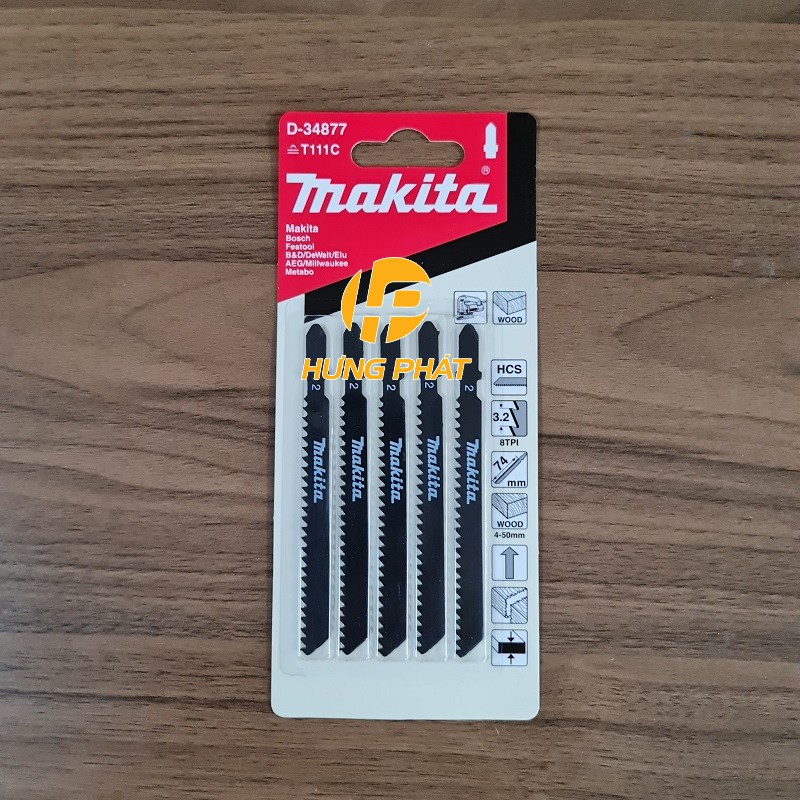 D-34877
≙ T111C
makita®
Makita
Bosch
Festool
B&D/DeWalt/Elu
AEG/Milwaukee
Metabo
HƯNG PHÁT
WOOD
HCS
3.2
8TPI
74
mm
WOOD
4-50mm
2
makita
2
makita
2
makita
2
makita
2
makita